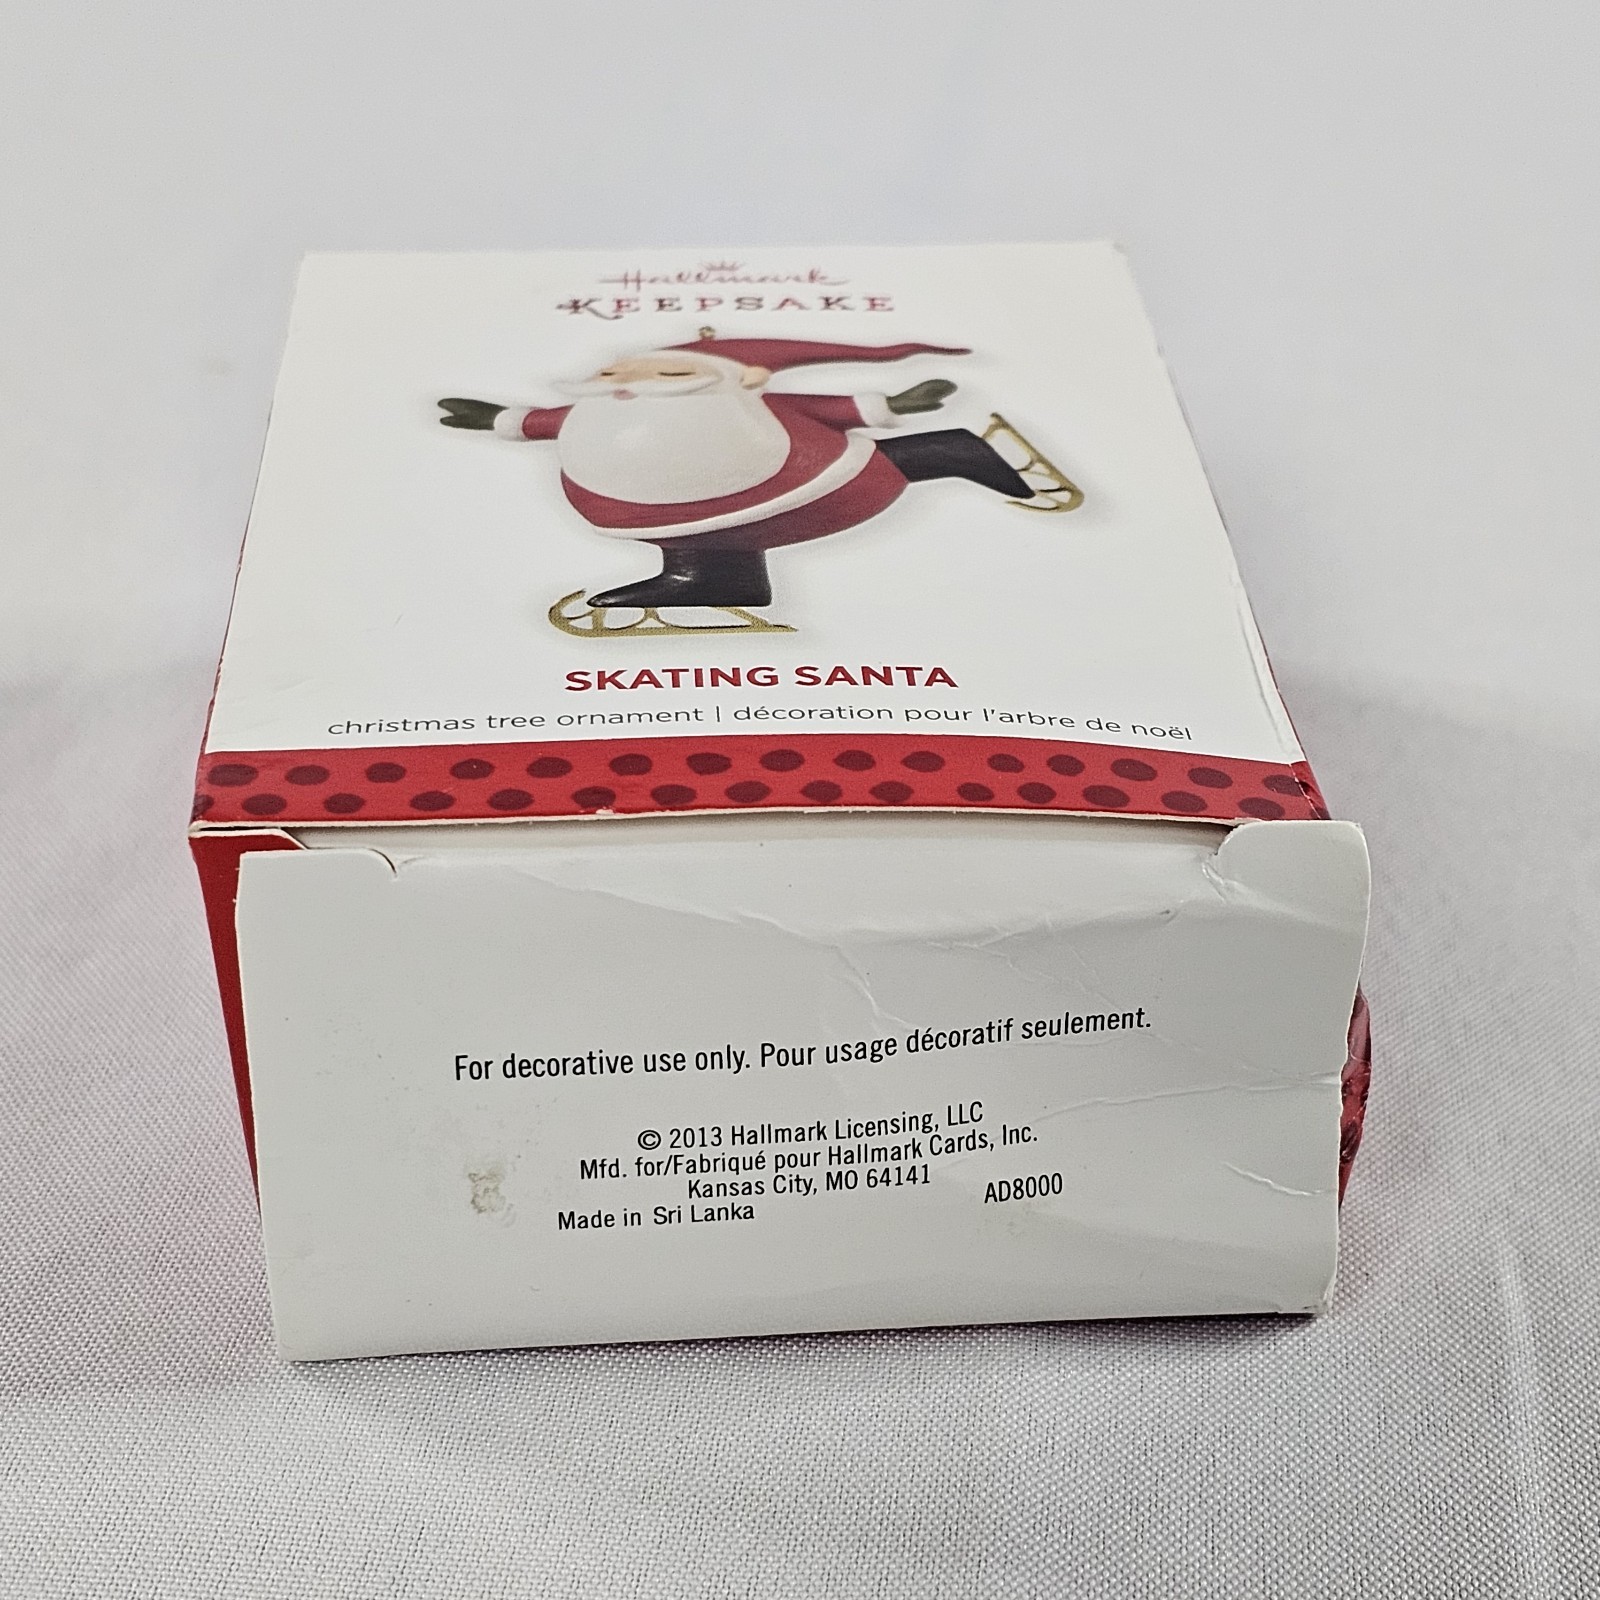 Hallmark
KEEPSAKE
SKATING SANTA
christmas tree ornament | décoration pour l'arbre de noël
For decorative use only. Pour usage décoratif seulement.
© 2013 Hallmark Licensing, LLC
Mfd. for/Fabriqué pour Hallmark Cards, Inc.
Kansas City, MO 64141
Made in Sri Lanka
AD8000